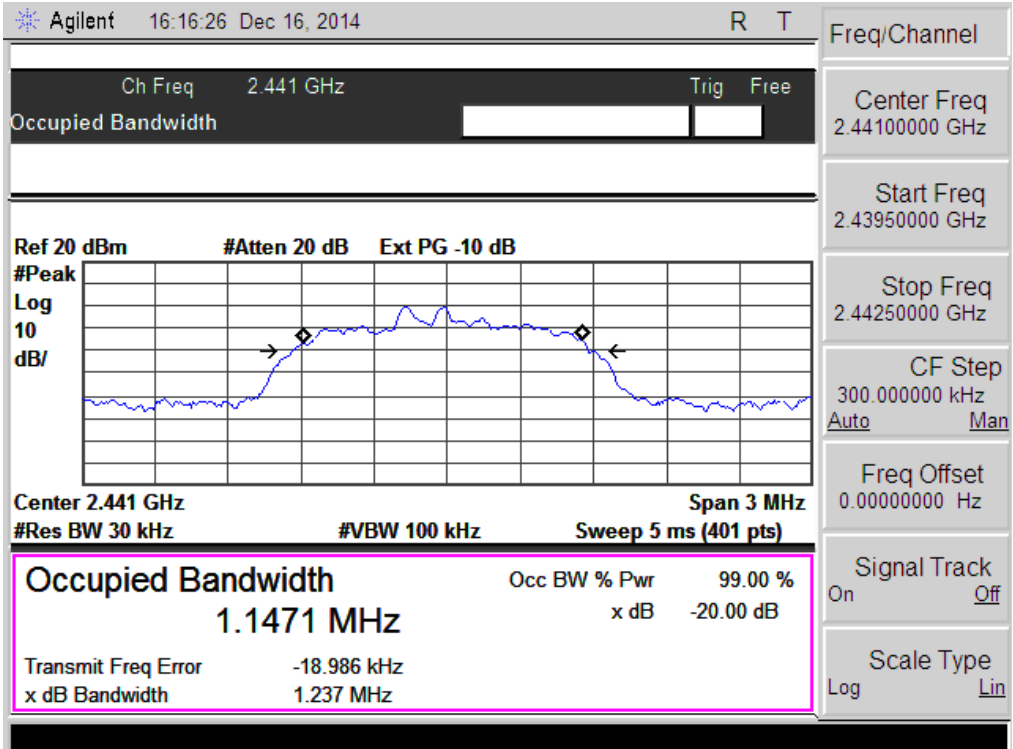 Agilent 16:16:26 Dec 16, 2014 R T
Ch Freq 2.441 GHz Trig Free
Occupied Bandwidth
Ref 20 dBm #Atten 20 dB Ext PG -10 dB
#Peak
Log
10
dB/
Center 2.441 GHz Span 3 MHz
#Res BW 30 kHz #VBW 100 kHz Sweep 5 ms (401 pts)
Occupied Bandwidth Occ BW % Pwr 99.00 %
1.1471 MHz x dB -20.00 dB
Transmit Freq Error -18.986 kHz
x dB Bandwidth 1.237 MHz
Freq/Channel
Center Freq
2.44100000 GHz
Start Freq
2.43950000 GHz
Stop Freq
2.44250000 GHz
CF Step
300.000000 kHz
Auto Man
Freq Offset
0.00000000 Hz
Signal Track
On Off
Scale Type
Log Lin